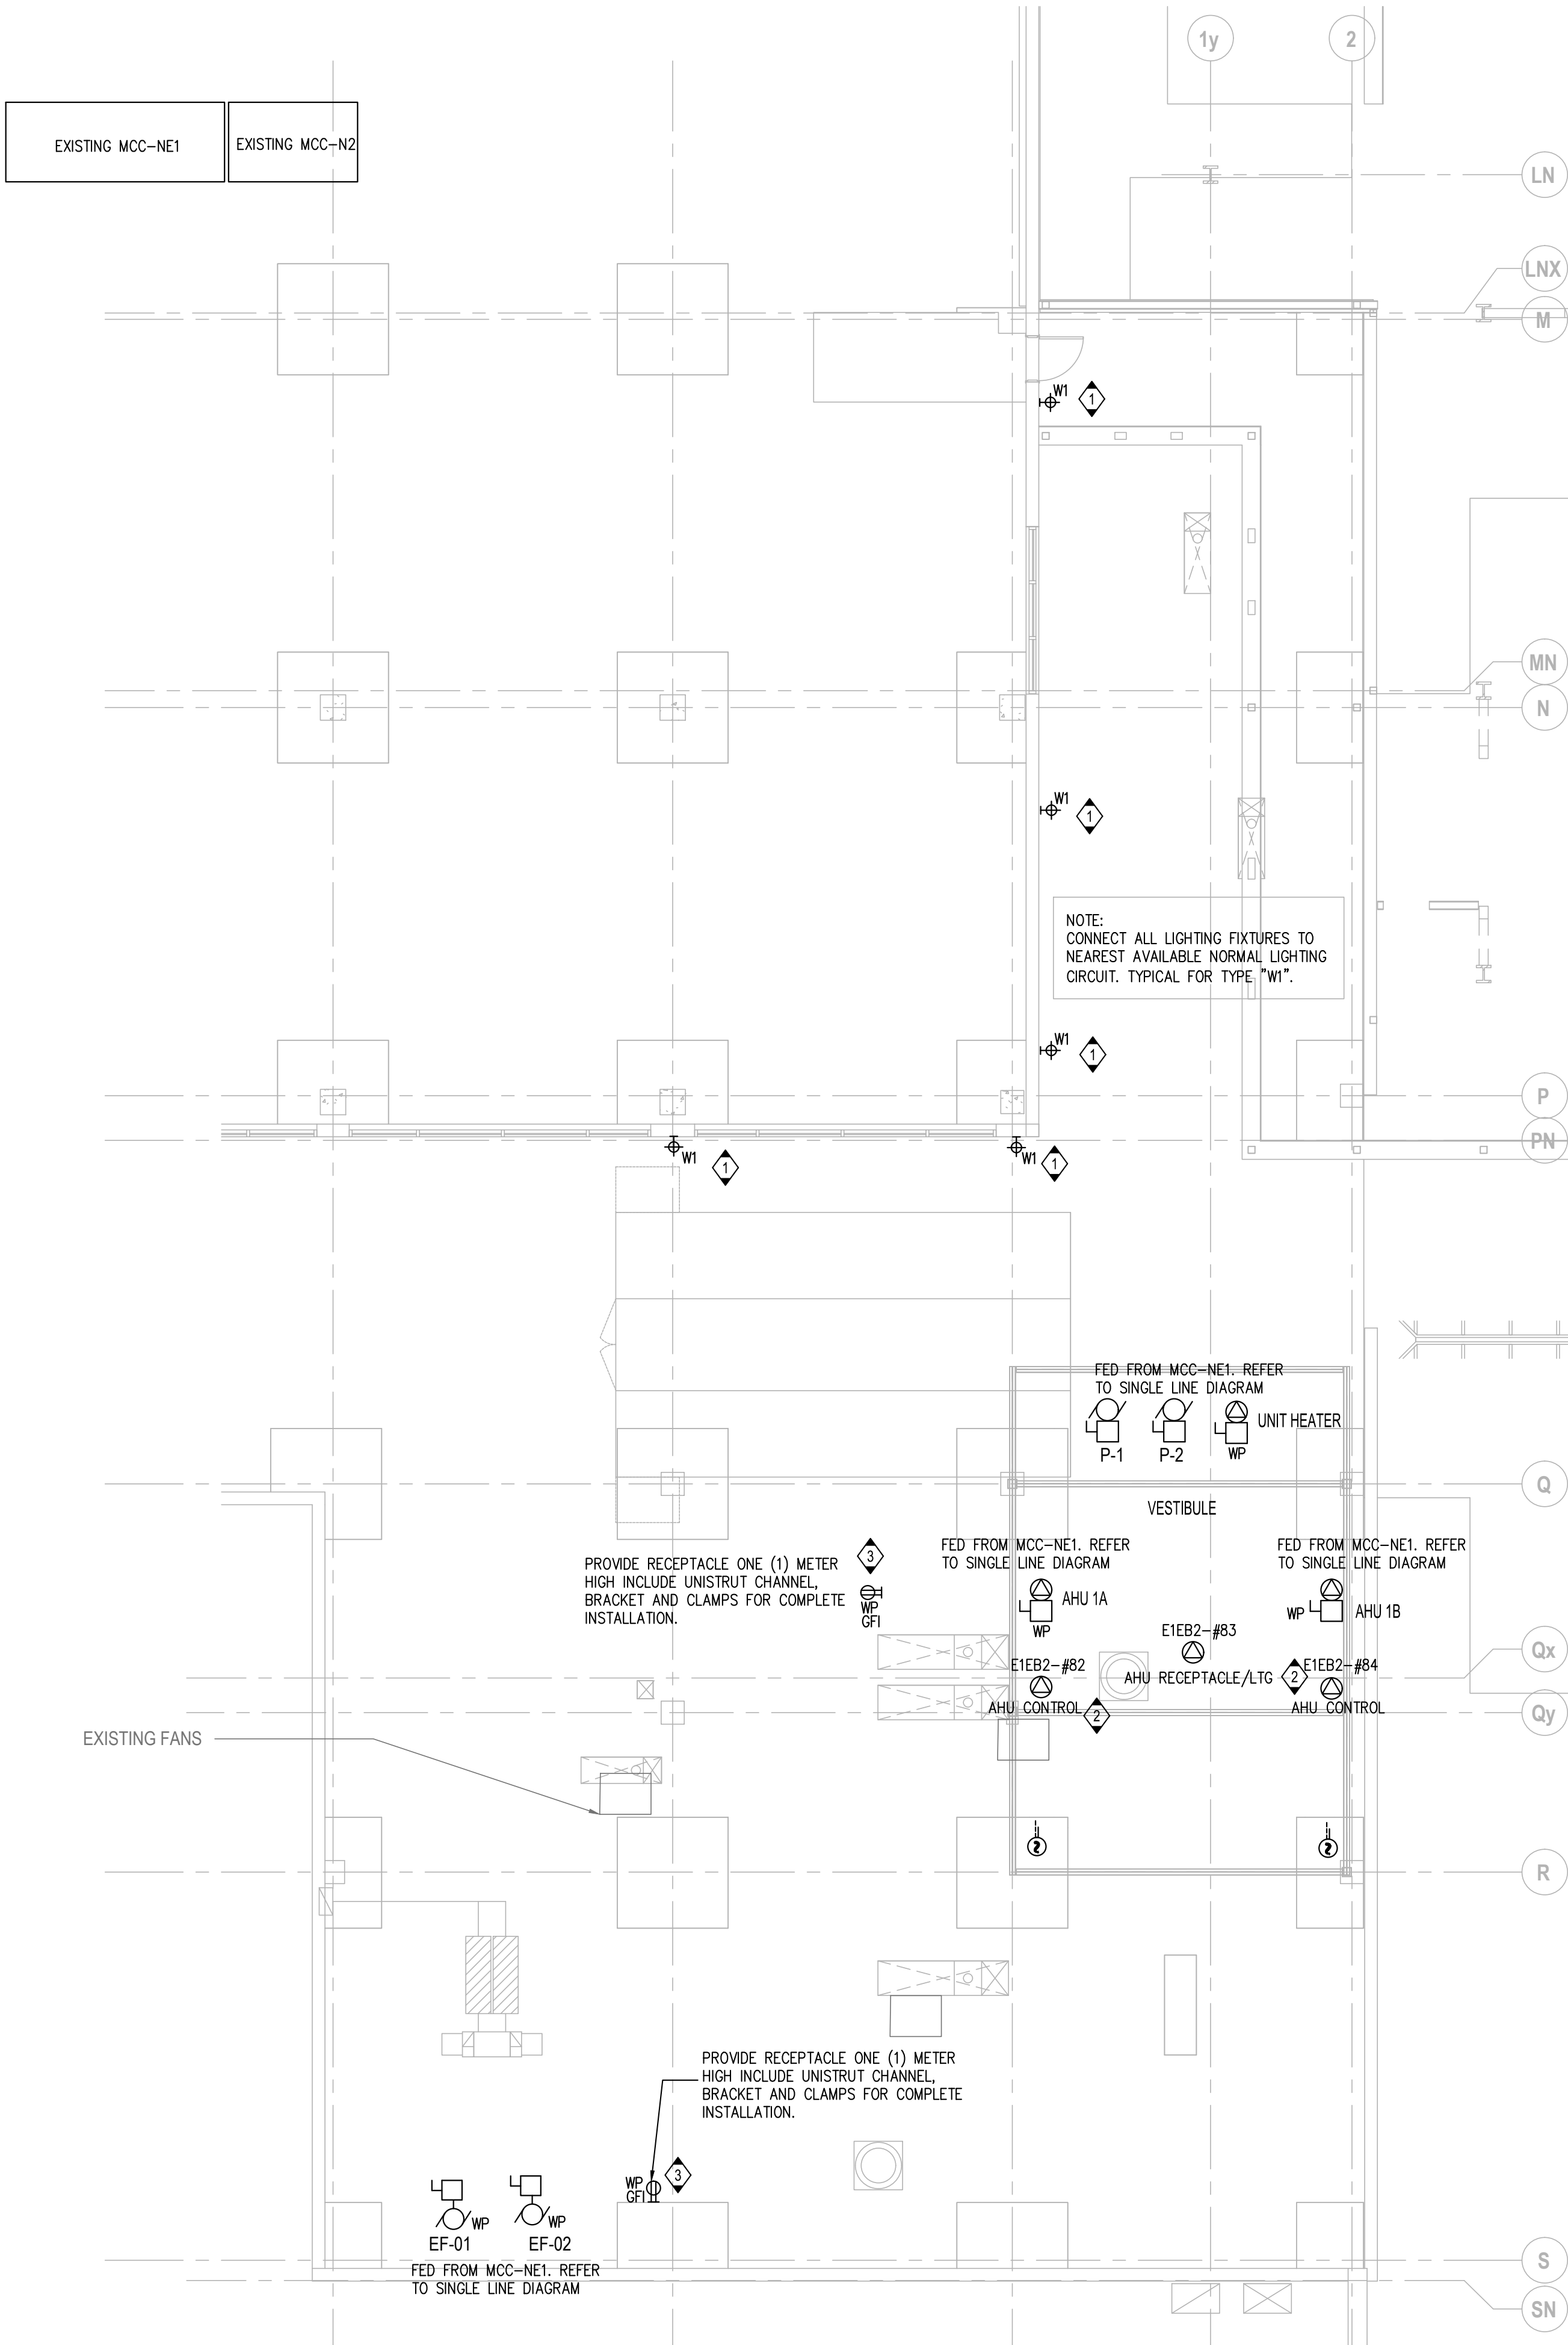 1y
2
EXISTING MCC-NE1
EXISTING MCC-N2
LN
LNX
M
W1
1
MN
N
W1
1
NOTE:
CONNECT ALL LIGHTING FIXTURES TO
NEAREST AVAILABLE NORMAL LIGHTING
CIRCUIT. TYPICAL FOR TYPE "W1".
W1
1
P
PN
W1
1
W1
1
FED FROM MCC-NE1. REFER
TO SINGLE LINE DIAGRAM
UNIT HEATER
P-1
P-2
WP
Q
VESTIBULE
PROVIDE RECEPTACLE ONE (1) METER
HIGH INCLUDE UNISTRUT CHANNEL,
BRACKET AND CLAMPS FOR COMPLETE
INSTALLATION.
3
WP
GFI
FED FROM MCC-NE1. REFER
TO SINGLE LINE DIAGRAM
AHU 1A
WP
FED FROM MCC-NE1. REFER
TO SINGLE LINE DIAGRAM
WP
AHU 1B
E1EB2-#83
AHU RECEPTACLE/LTG
2
E1EB2-#82
AHU CONTROL
2
E1EB2-#84
AHU CONTROL
Qx
Qy
EXISTING FANS
R
PROVIDE RECEPTACLE ONE (1) METER
HIGH INCLUDE UNISTRUT CHANNEL,
BRACKET AND CLAMPS FOR COMPLETE
INSTALLATION.
WP
GFI
3
WP
EF-01
WP
EF-02
FED FROM MCC-NE1. REFER
TO SINGLE LINE DIAGRAM
S
SN